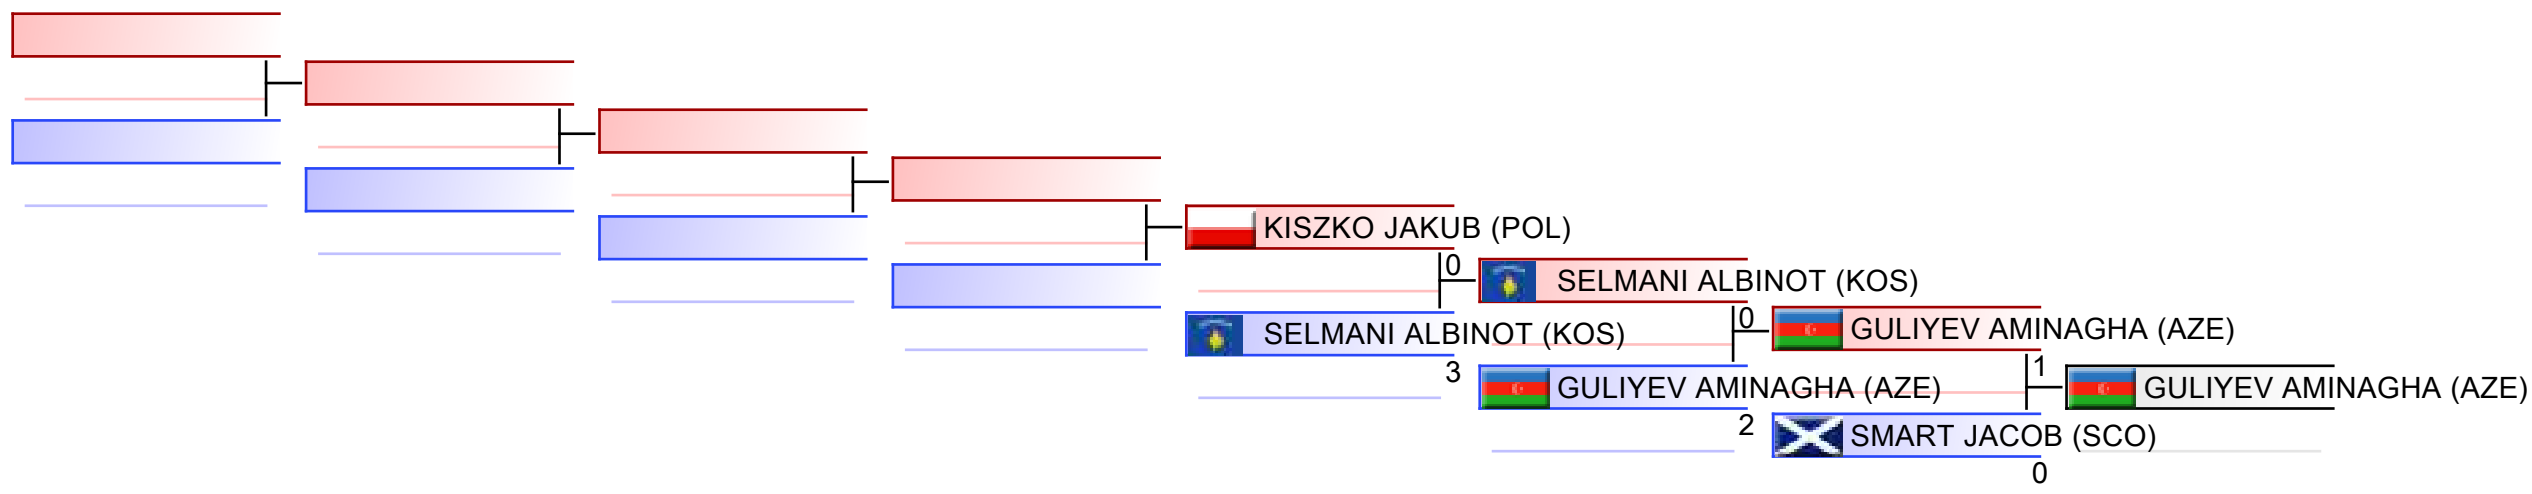 KISZKO JAKUB (POL)
0
SELMANI ALBINOT (KOS)
3
SELMANI ALBINOT (KOS)
0
GULIYEV AMINAGHA (AZE)
2
GULIYEV AMINAGHA (AZE)
1
SMART JACOB (SCO)
0
GULIYEV AMINAGHA (AZE)